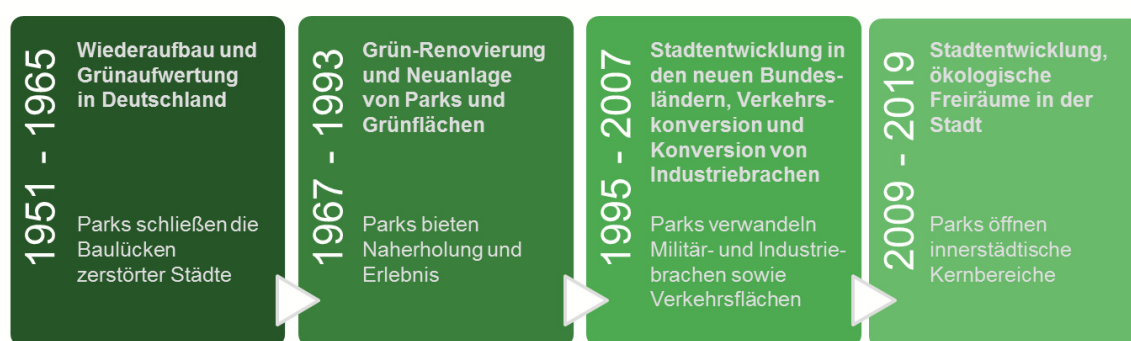 1951 - 1965
Wiederaufbau und
Grünaufwertung
in Deutschland
Parks schließen die
Baulücken
zerstörter Städte
1967 - 1993
Grün-Renovierung
und Neuanlage
von Parks und
Grünflächen
Parks bieten
Naherholung und
Erlebnis
1995 - 2007
Stadtentwicklung in
den neuen Bundes-
ländern, Verkehrs-
konversion und
Konversion von
Industriebrachen
Parks verwandeln
Militär- und Industrie-
brachen sowie
Verkehrsflächen
2009 - 2019
Stadtentwicklung,
ökologische
Freiräume in der
Stadt
Parks öffnen
innerstädtische
Kernbereiche